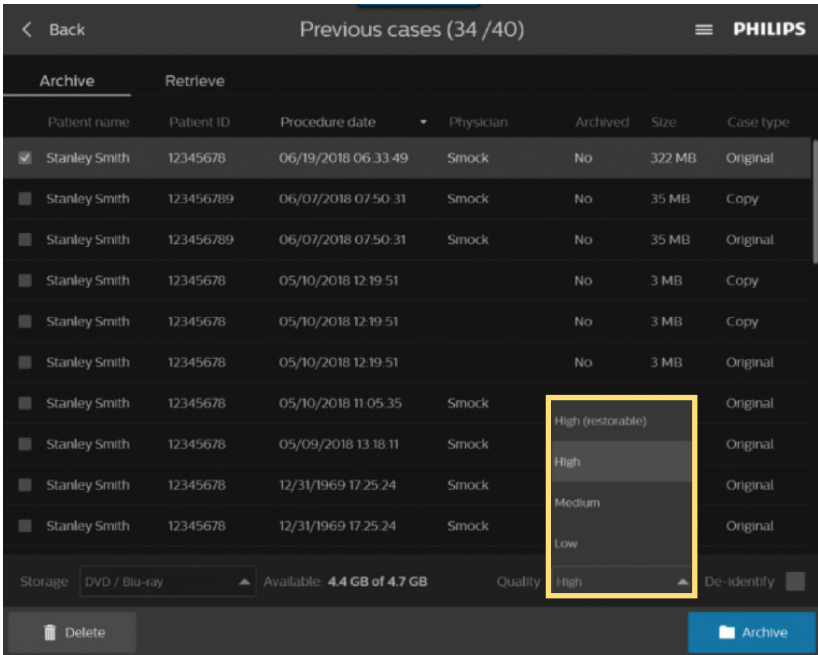 Back Previous cases (34 /40) PHILIPS
Archive Retrieve
Patient name Patient ID Procedure date Physician Archived Size Case type
Stanley Smith 12345678 06/19/2018 06:33:49 Smock No 322 MB Original
Stanley Smith 123456789 06/07/2018 07:50:31 Smock No 35 MB Copy
Stanley Smith 123456789 06/07/2018 07:50:31 Smock No 35 MB Original
Stanley Smith 12345678 05/10/2018 12:19:51 No 3 MB Copy
Stanley Smith 12345678 05/10/2018 12:19:51 No 3 MB Copy
Stanley Smith 12345678 05/10/2018 12:19:51 No 3 MB Original
Stanley Smith 12345678 05/10/2018 11:05:35 Smock Original
High (restorable)
Stanley Smith 12345678 05/09/2018 13:18:11 Smock Original
High
Stanley Smith 12345678 12/31/1969 17:25:24 Smock Original
Medium
Stanley Smith 12345678 12/31/1969 17:25:24 Smock Original
Low
Storage DVD / Blu-ray Available: 4.4 GB of 4.7 GB Quality High De-identify
Delete Archive